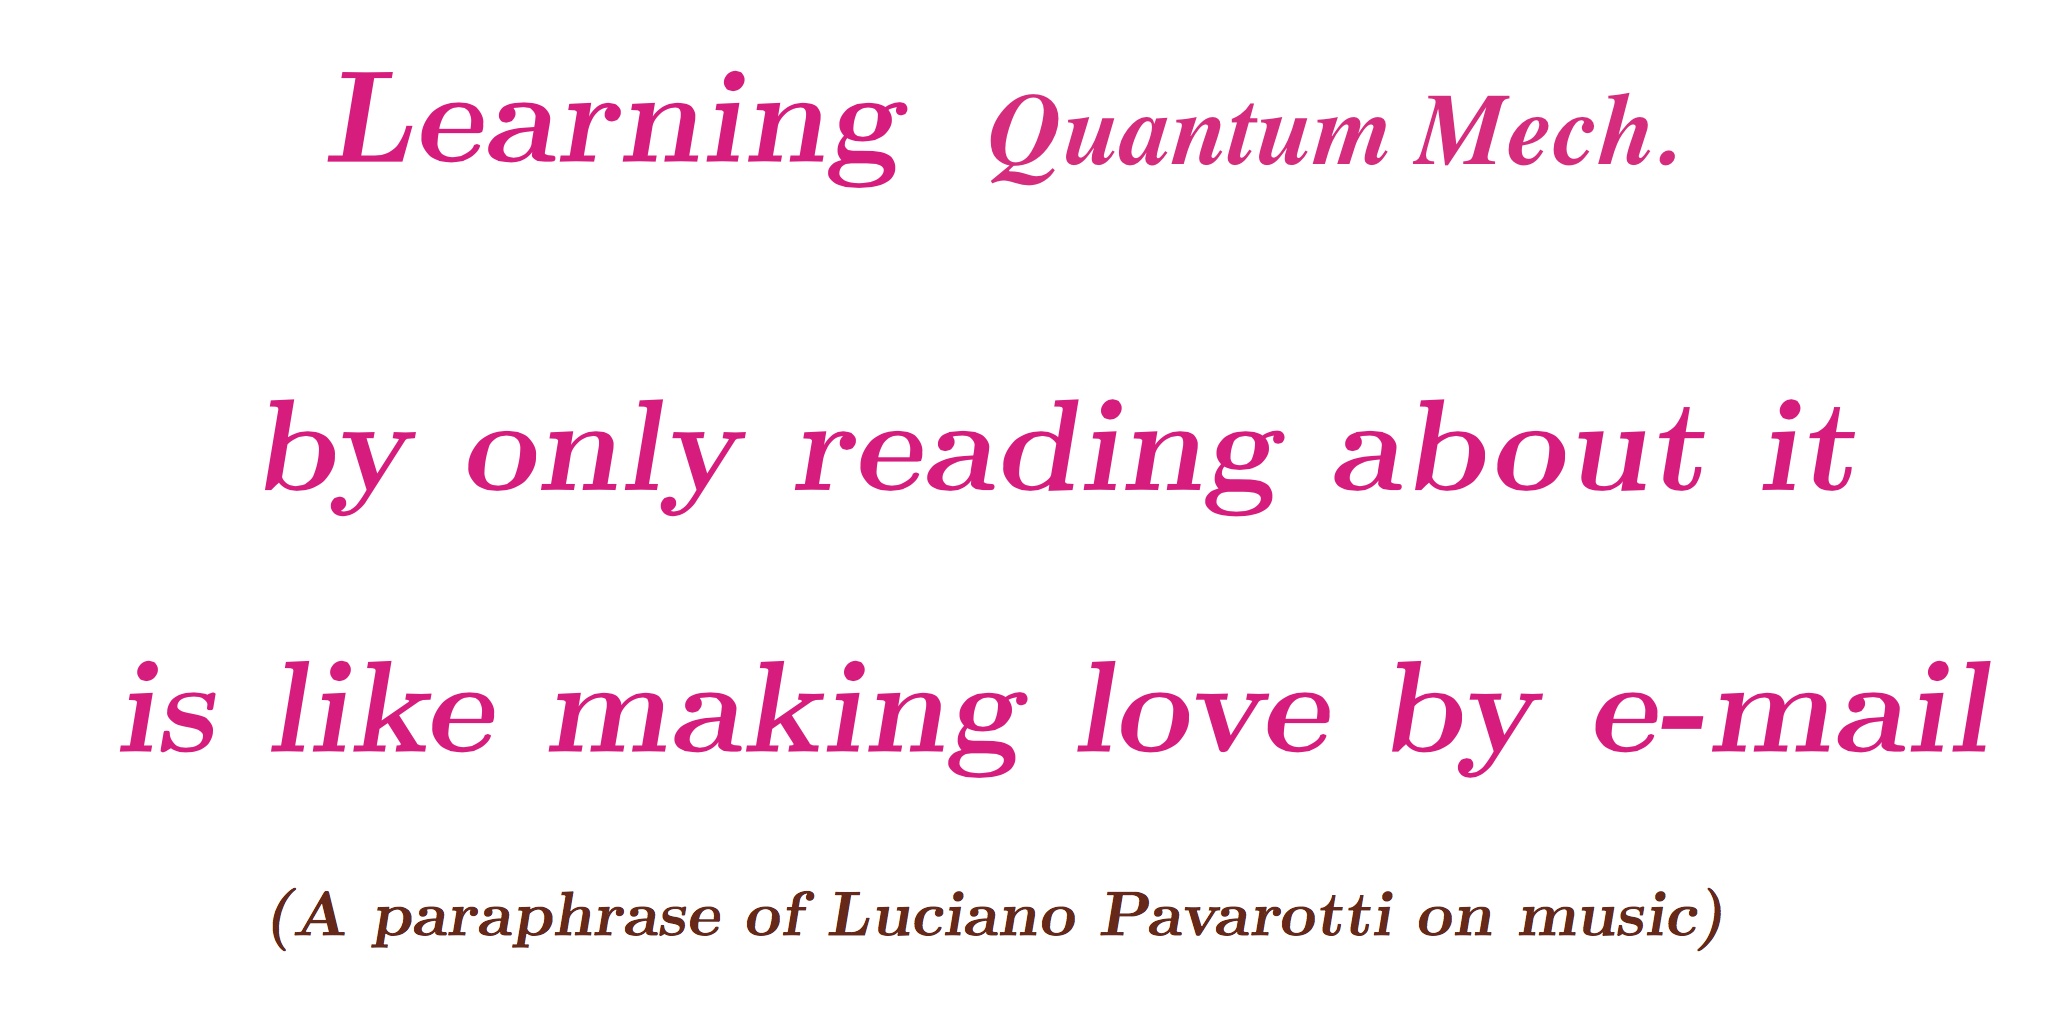 Learning Quantum Mech.
by only reading about it
is like making love by e-mail
(A paraphrase of Luciano Pavarotti on music)